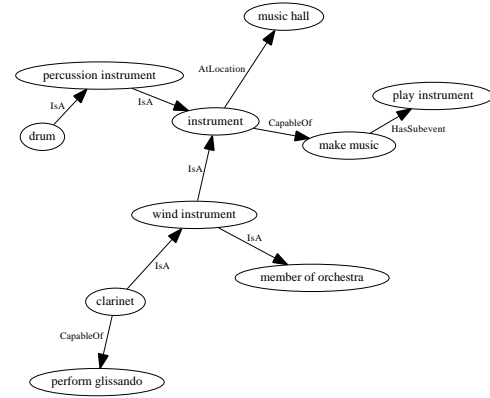 music hall
AtLocation
percussion instrument
play instrument
IsA
IsA
instrument
CapableOf
HasSubevent
drum
make music
IsA
wind instrument
IsA
member of orchestra
IsA
clarinet
CapableOf
perform glissando